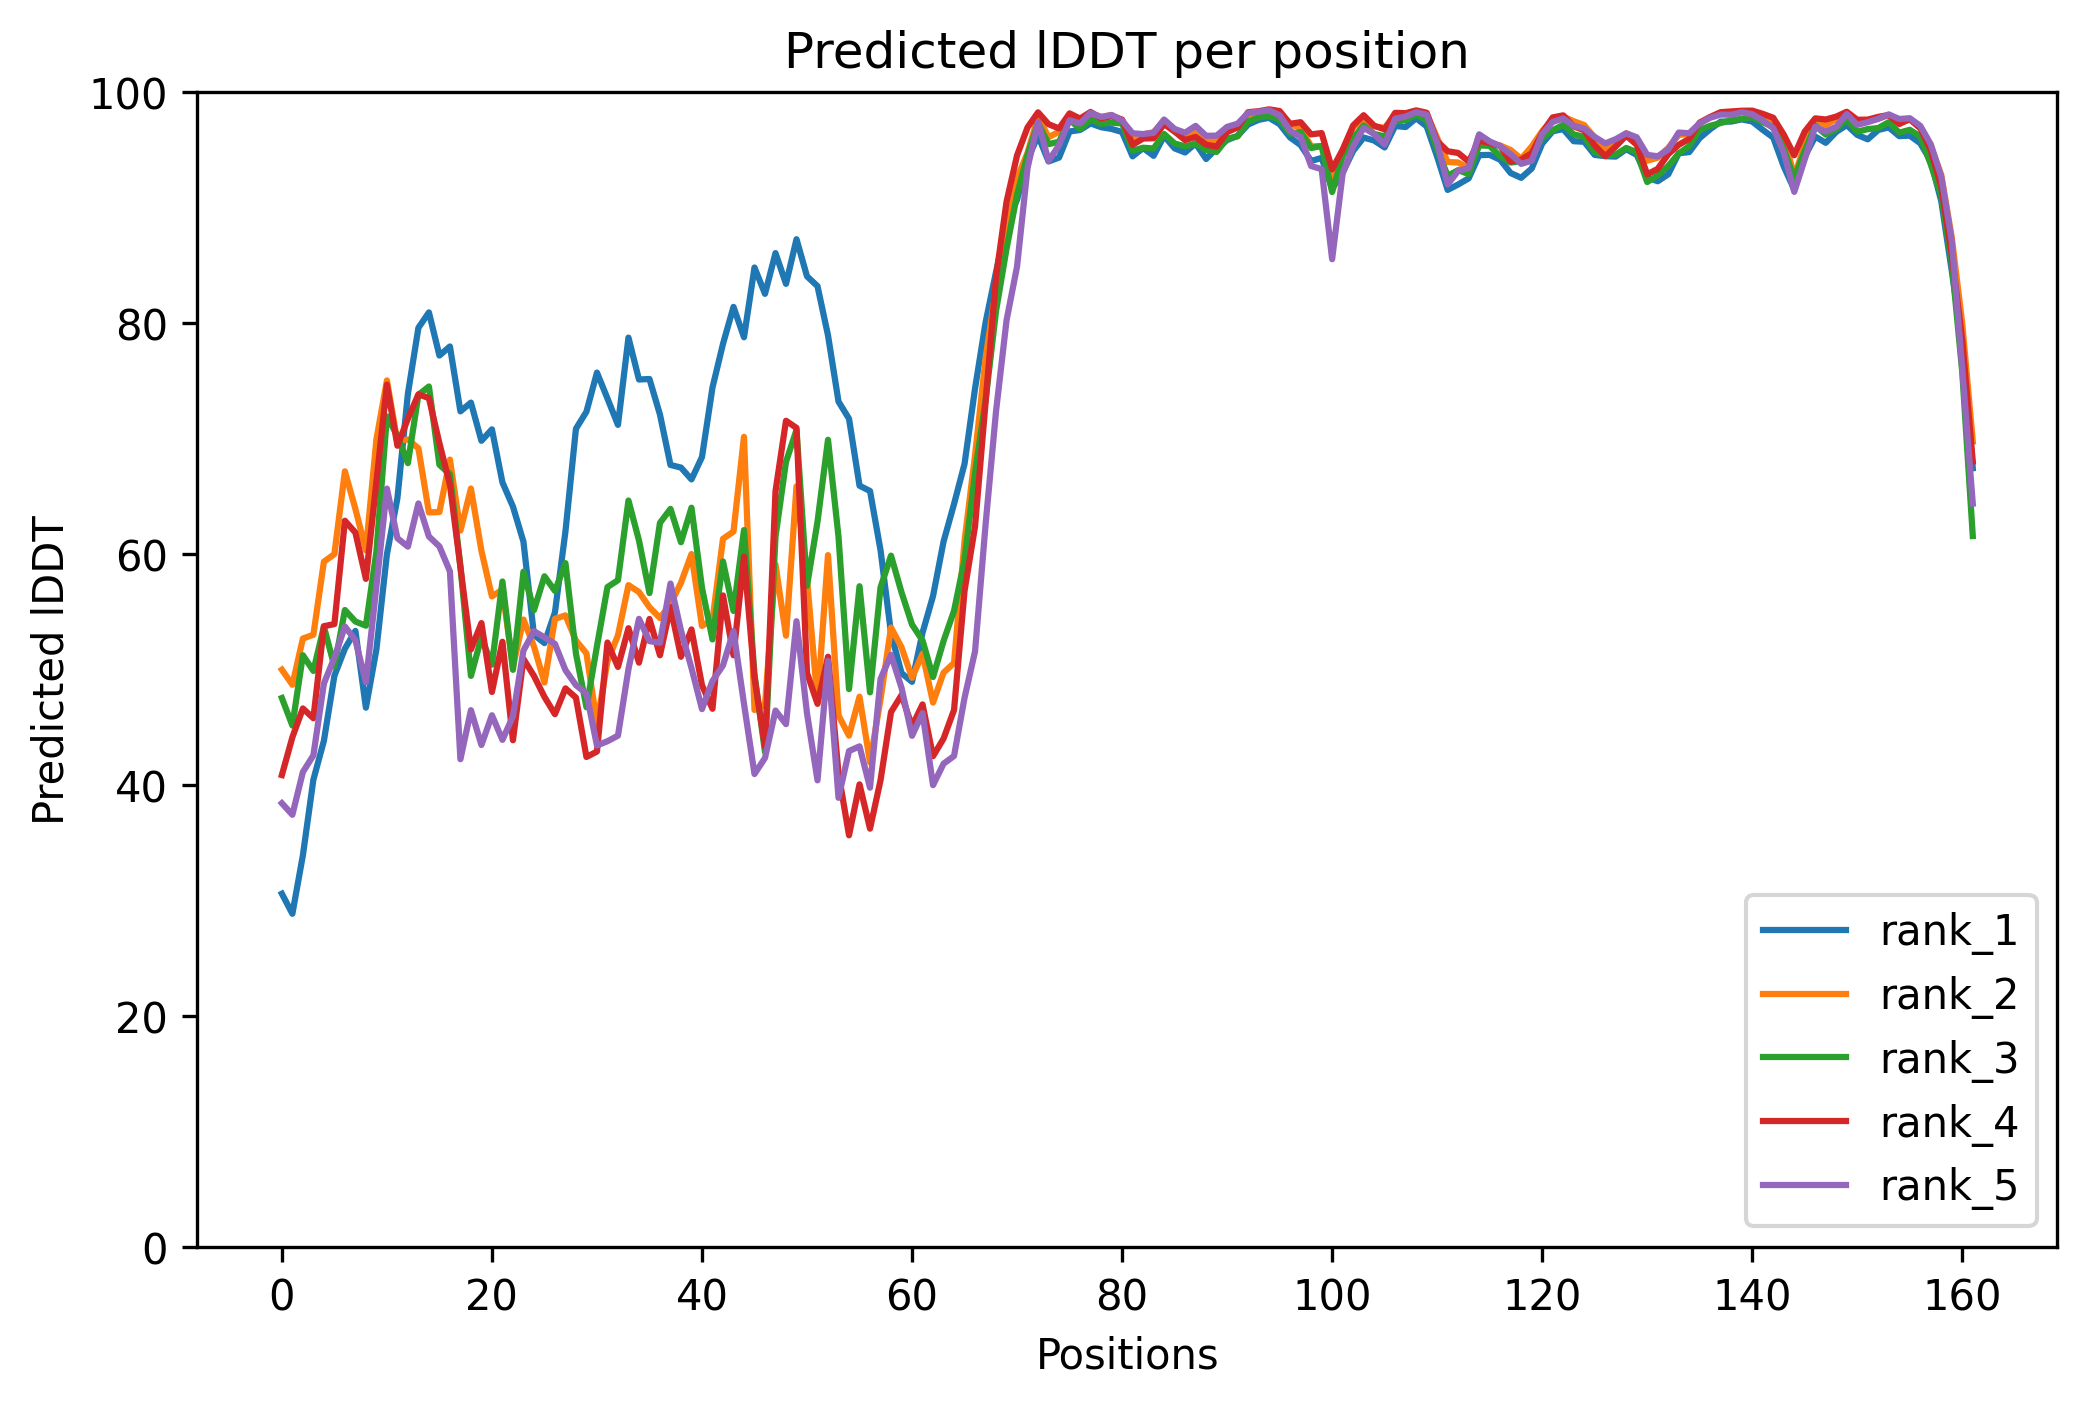 Predicted lDDT per position
Predicted lDDT
100
80
60
40
20
0
0 20 40 60 80 100 120 140 160
Positions
rank_1
rank_2
rank_3
rank_4
rank_5